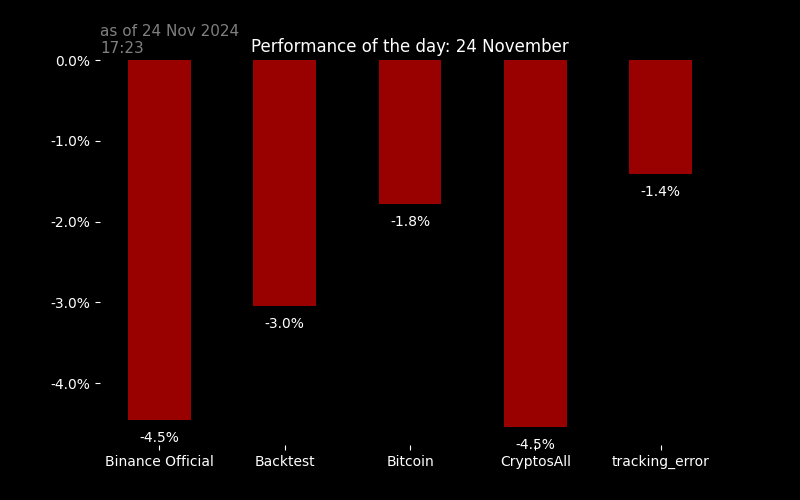 as of 24 Nov 2024
17:23
Performance of the day: 24 November
0.0%
-1.0%
-2.0%
-3.0%
-4.0%
-4.5%
-3.0%
-1.8%
-4.5%
-1.4%
Binance Official
Backtest
Bitcoin
CryptosAll
tracking_error